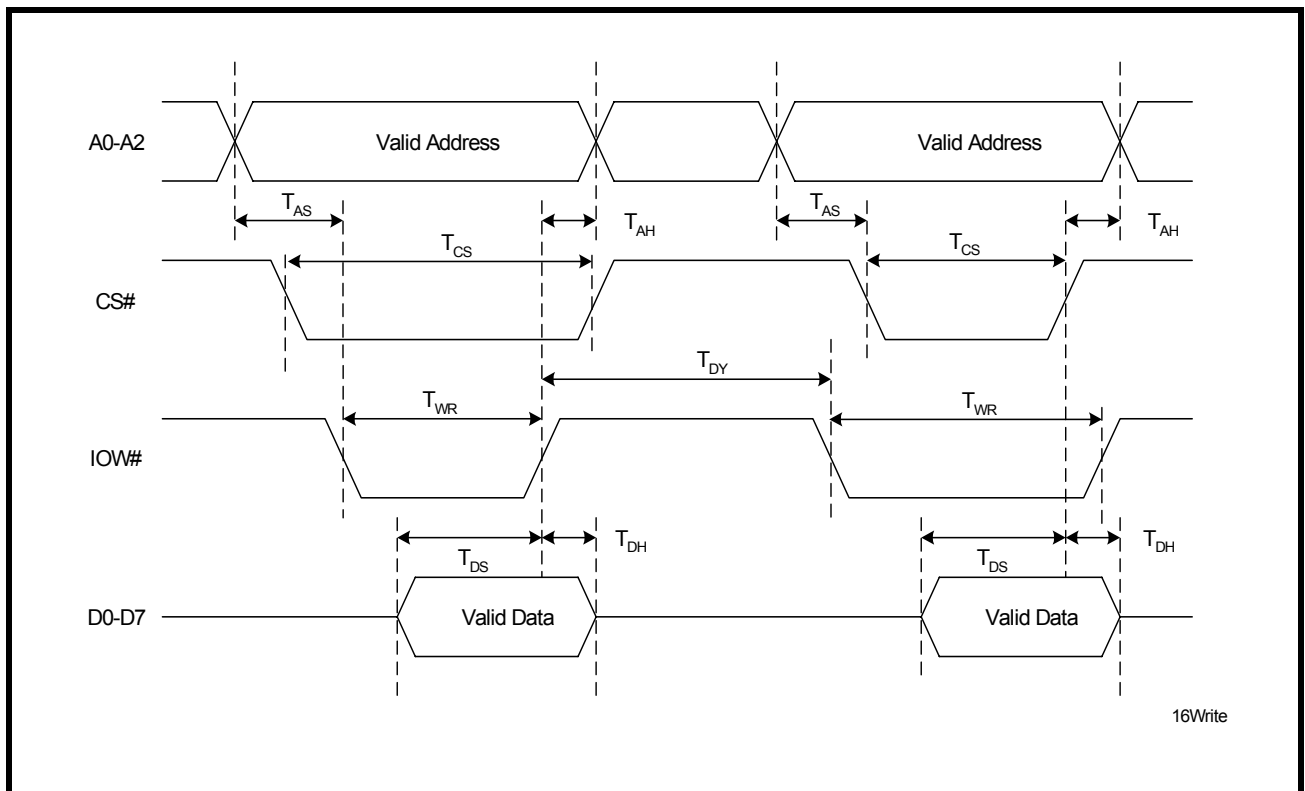 A0-A2
Valid Address
Valid Address
TAS
TAH
TAS
TAH
TCS
TCS
CS#
TDY
TWR
TWR
IOW#
TDS
TDH
TDS
TDH
D0-D7
Valid Data
Valid Data
16Write